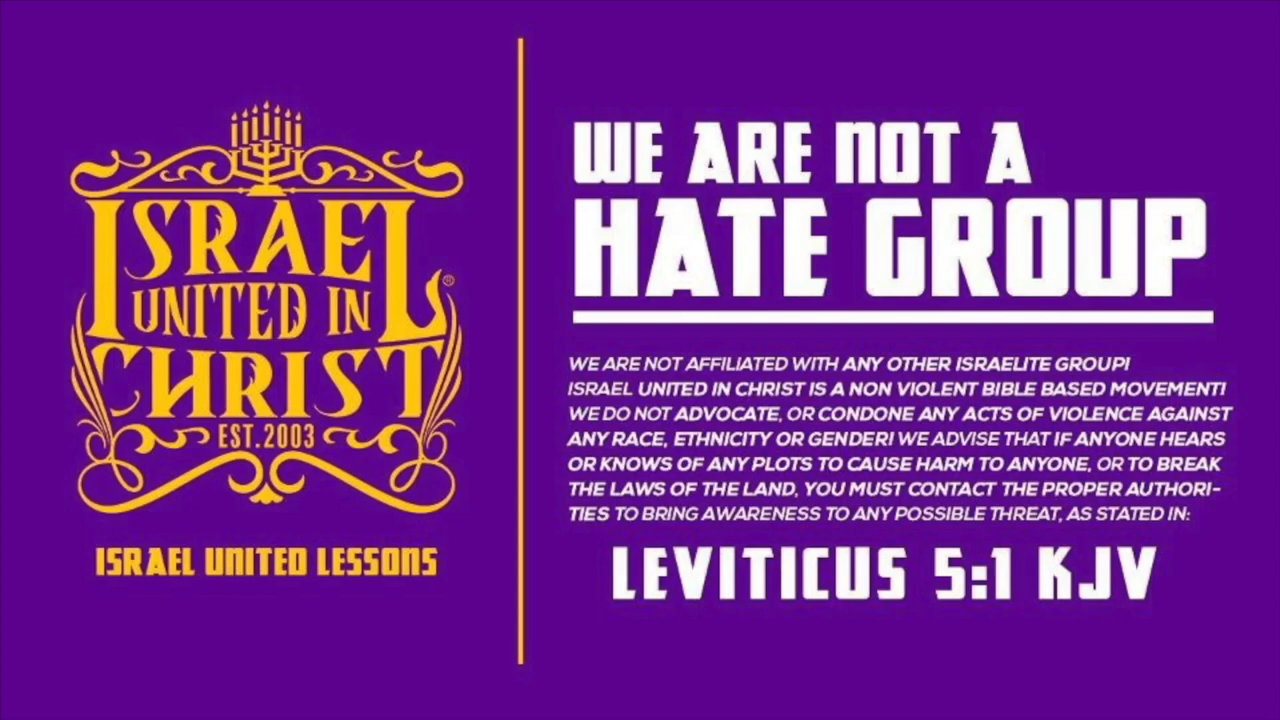 ISRAEL
UNITED IN
CHRIST
EST.2003
ISRAEL UNITED LESSONS
WE ARE NOT A
HATE GROUP
WE ARE NOT AFFILIATED WITH ANY OTHER ISRAELITE GROUP!
ISRAEL UNITED IN CHRIST IS A NON VIOLENT BIBLE BASED MOVEMENT!
WE DO NOT ADVOCATE, OR CONDONE ANY ACTS OF VIOLENCE AGAINST
ANY RACE, ETHNICITY OR GENDER! WE ADVISE THAT IF ANYONE HEARS
OR KNOWS OF ANY PLOTS TO CAUSE HARM TO ANYONE, OR TO BREAK
THE LAWS OF THE LAND, YOU MUST CONTACT THE PROPER AUTHORI-
TIES TO BRING AWARENESS TO ANY POSSIBLE THREAT, AS STATED IN:
LEVITICUS 5:1 KJV